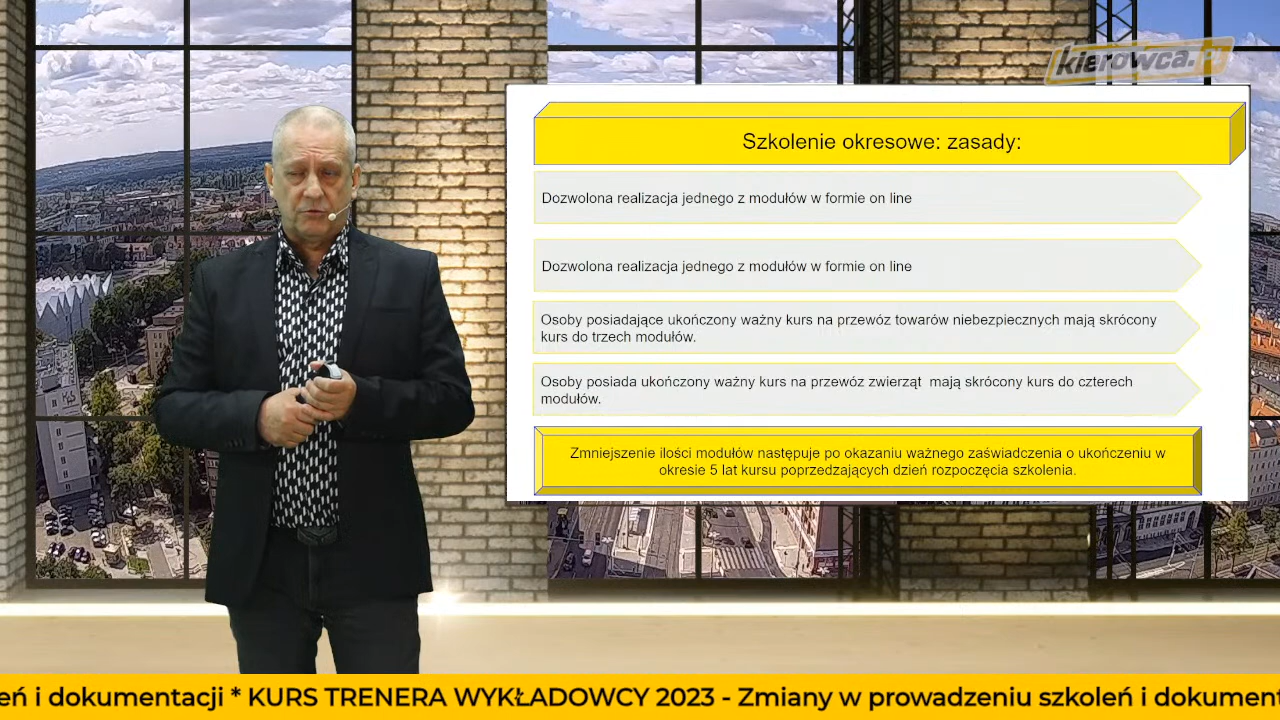 kierowca.pl
Szkolenie okresowe: zasady:
Dozwolona realizacja jednego z modułów w formie on line
Dozwolona realizacja jednego z modułów w formie on line
Osoby posiadające ukończony ważny kurs na przewóz towarów niebezpiecznych mają skrócony
kurs do trzech modułów.
Osoby posiada ukończony ważny kurs na przewóz zwierząt  mają skrócony kurs do czterech
modułów.
Zmniejszenie ilości modułów następuje po okazaniu ważnego zaświadczenia o ukończeniu w
okresie 5 lat kursu poprzedzających dzień rozpoczęcia szkolenia.
eń i dokumentacji * KURS TRENERA WYKŁADOWCY 2023 - Zmiany w prowadzeniu szkoleń i dokument